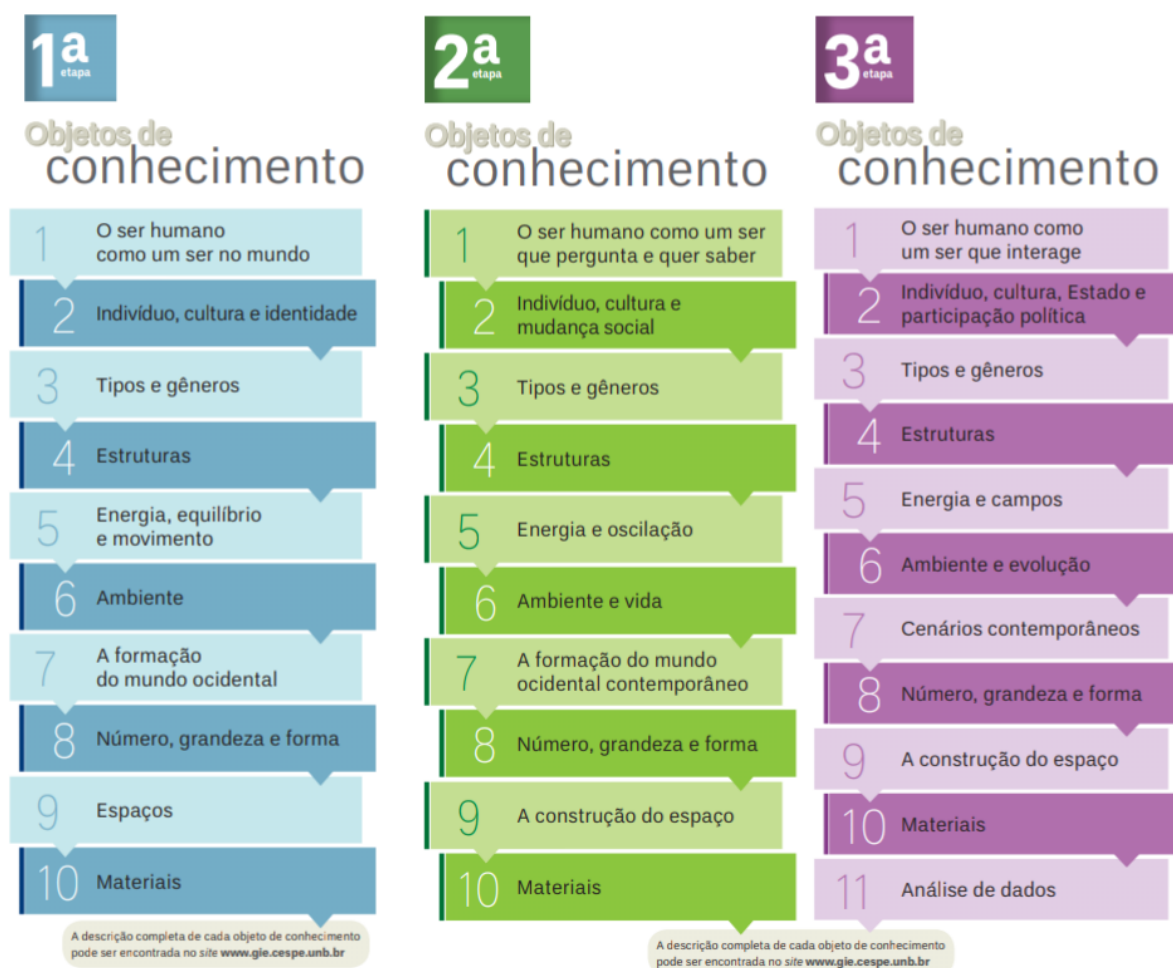 1ª
etapa
Objetos de
conhecimento
1
O ser humano
como um ser no mundo
2
Indivíduo, cultura e identidade
3
Tipos e gêneros
4
Estruturas
5
Energia, equilíbrio
e movimento
6
Ambiente
7
A formação
do mundo ocidental
8
Número, grandeza e forma
9
Espaços
10
Materiais
A descrição completa de cada objeto de conhecimento
pode ser encontrada no site www.gie.cespe.unb.br
2ª
etapa
Objetos de
conhecimento
1
O ser humano como um ser
que pergunta e quer saber
2
Indivíduo, cultura e
mudança social
3
Tipos e gêneros
4
Estruturas
5
Energia e oscilação
6
Ambiente e vida
7
A formação do mundo
ocidental contemporâneo
8
Número, grandeza e forma
9
A construção do espaço
10
Materiais
3ª
etapa
Objetos de
conhecimento
1
O ser humano como
um ser que interage
2
Indivíduo, cultura, Estado e
participação política
3
Tipos e gêneros
4
Estruturas
5
Energia e campos
6
Ambiente e evolução
7
Cenários contemporâneos
8
Número, grandeza e forma
9
A construção do espaço
10
Materiais
11
Análise de dados
A descrição completa de cada objeto de conhecimento
pode ser encontrada no site www.gie.cespe.unb.br